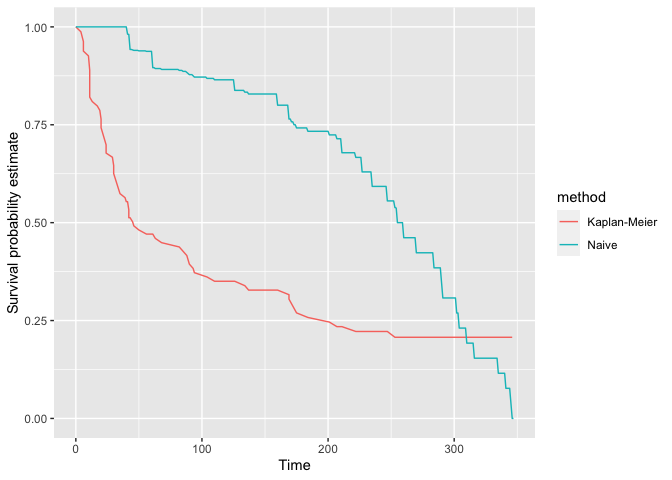 1.00
0.75
0.50
0.25
0.00
Survival probability estimate
0 100 200 300
Time
method
Kaplan-Meier
Naive